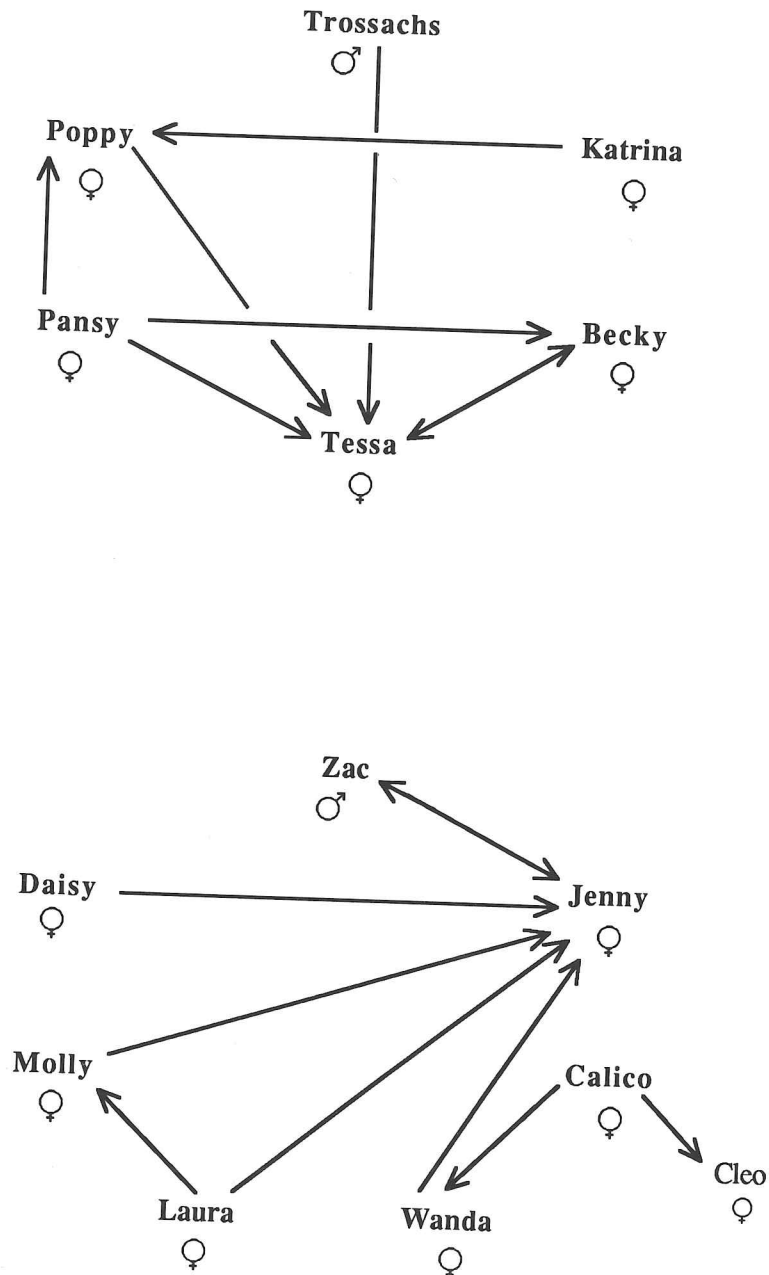 Trossachs
♂
Poppy
♀
Katrina
♀
Pansy
♀
Becky
♀
Tessa
♀
Zac
♂
Daisy
♀
Jenny
♀
Molly
♀
Calico
♀
Cleo
♀
Laura
♀
Wanda
♀